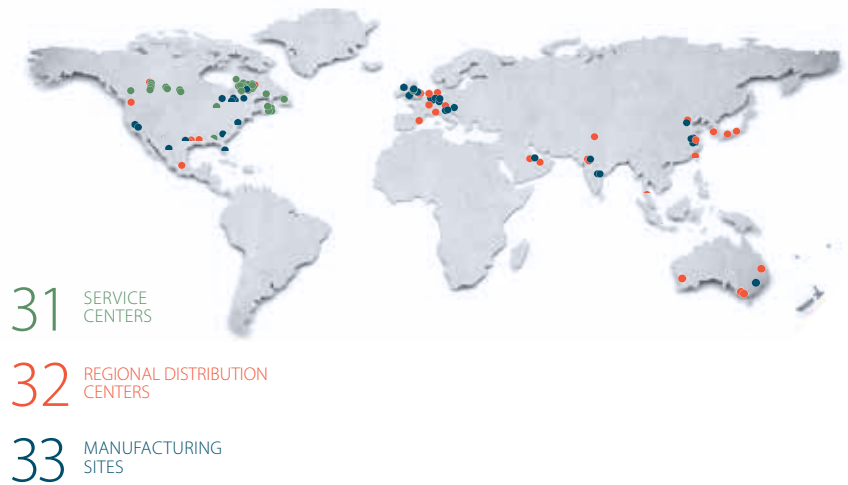 31 SERVICE
CENTERS
32 REGIONAL DISTRIBUTION
CENTERS
33 MANUFACTURING
SITES